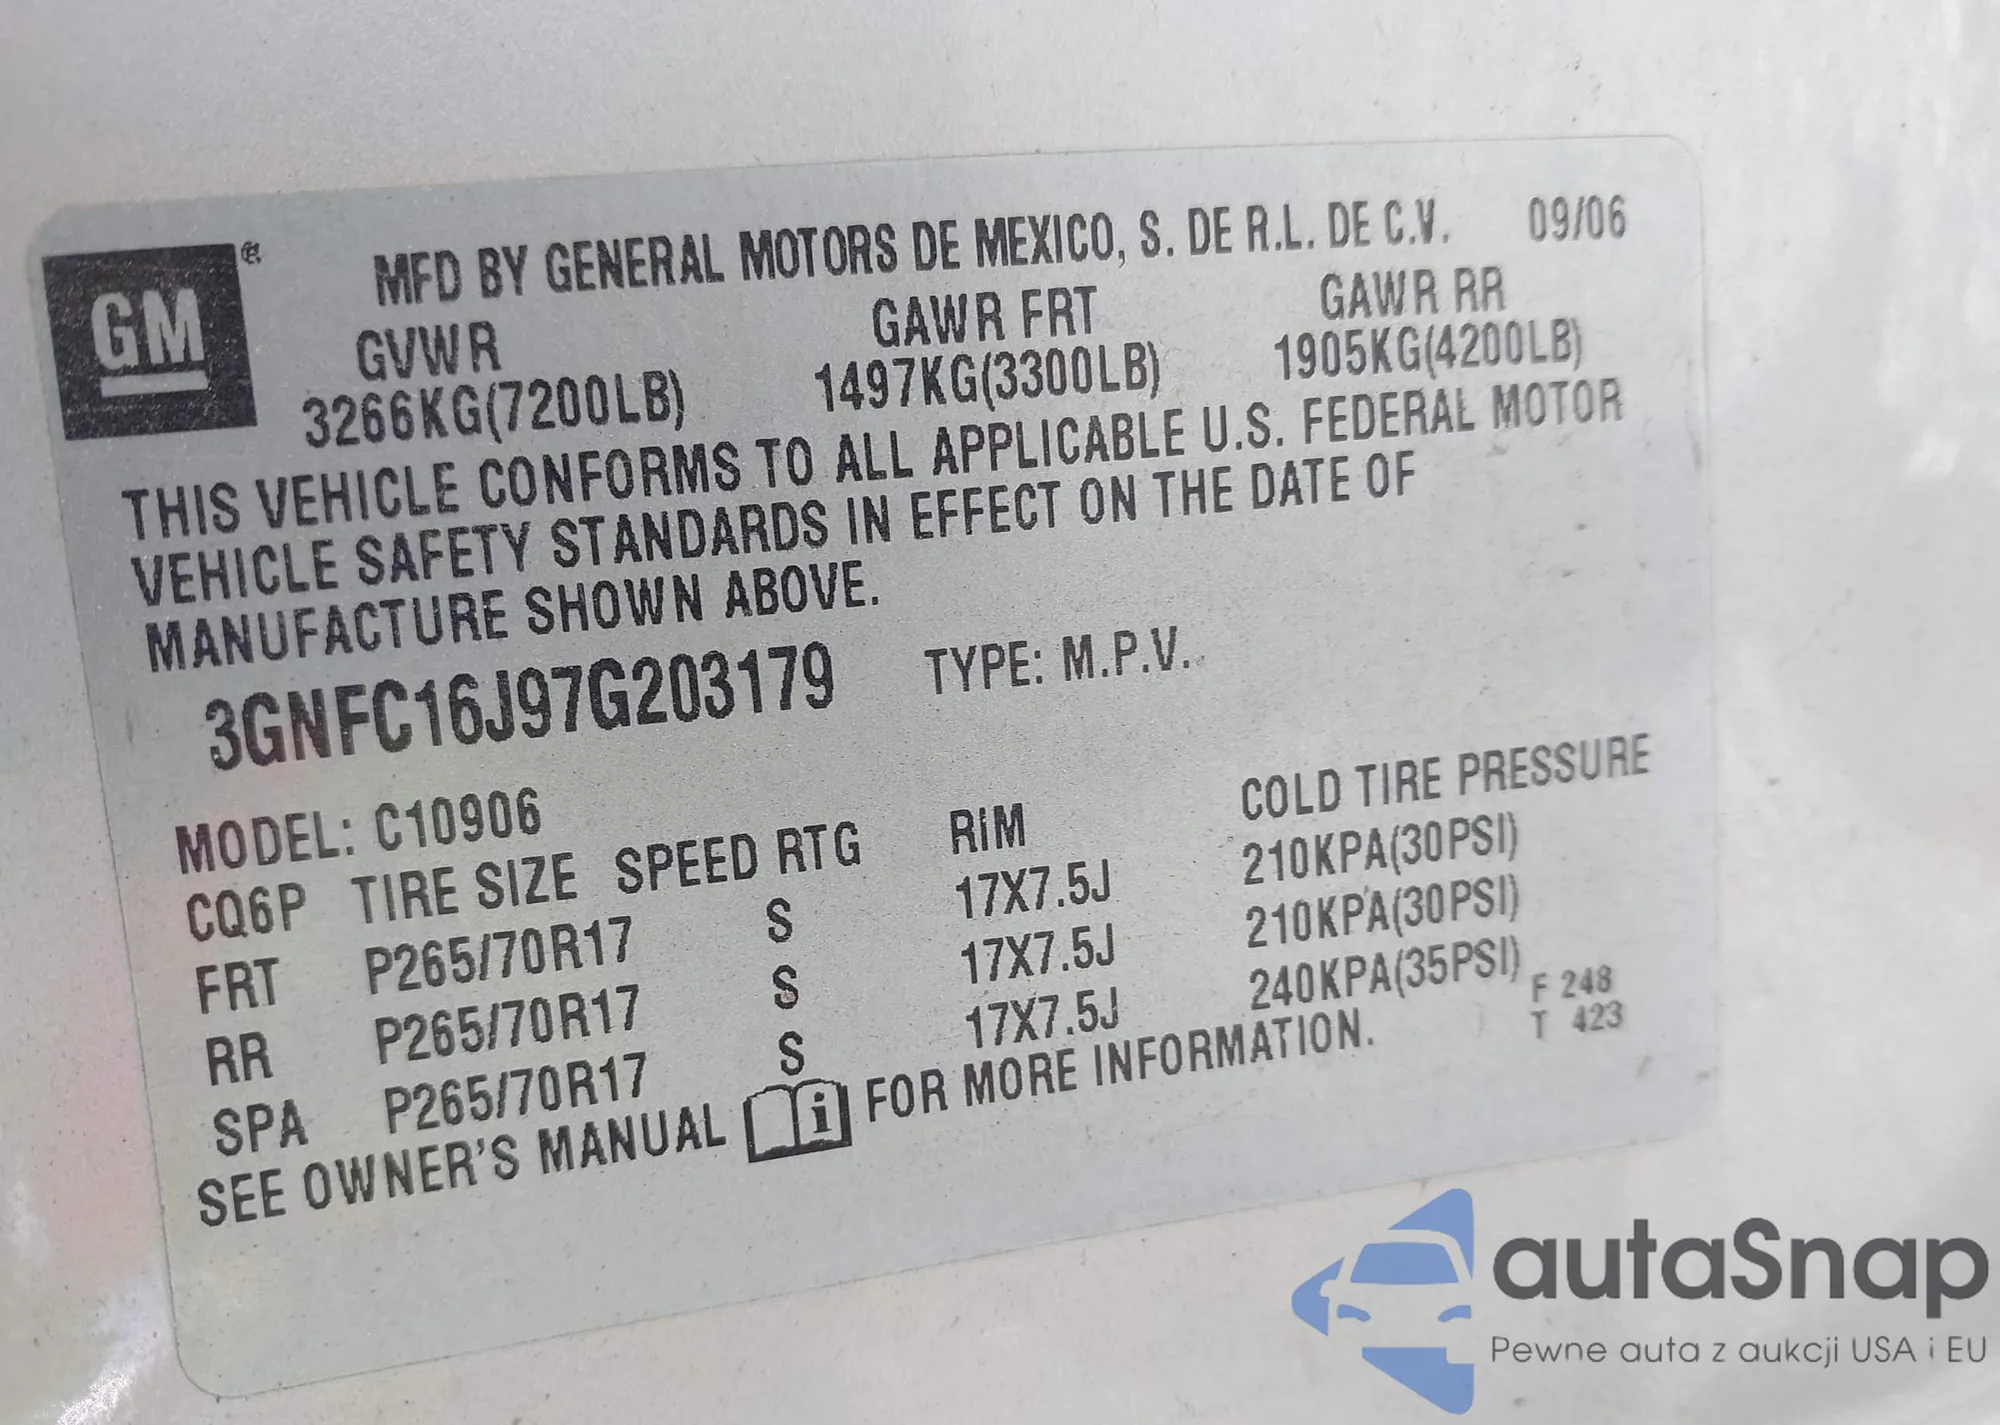 GM
MFD BY GENERAL MOTORS DE MEXICO, S. DE R.L. DE C.V. 09/06
GVWR GAWR FRT GAWR RR
3266KG(7200LB) 1497KG(3300LB) 1905KG(4200LB)
THIS VEHICLE CONFORMS TO ALL APPLICABLE U.S. FEDERAL MOTOR
VEHICLE SAFETY STANDARDS IN EFFECT ON THE DATE OF
MANUFACTURE SHOWN ABOVE.
3GNFC16J97G203179 TYPE: M.P.V.
MODEL: C10906
CQ6P TIRE SIZE SPEED RTG RIM COLD TIRE PRESSURE
FRT P265/70R17 S 17X7.5J 210KPA(30PSI)
RR P265/70R17 S 17X7.5J 210KPA(30PSI)
SPA P265/70R17 S 17X7.5J 240KPA(35PSI)
SEE OWNER'S MANUAL i FOR MORE INFORMATION.
F 248
T 423
autaSnap
Pewne auta z aukcji USA i EU